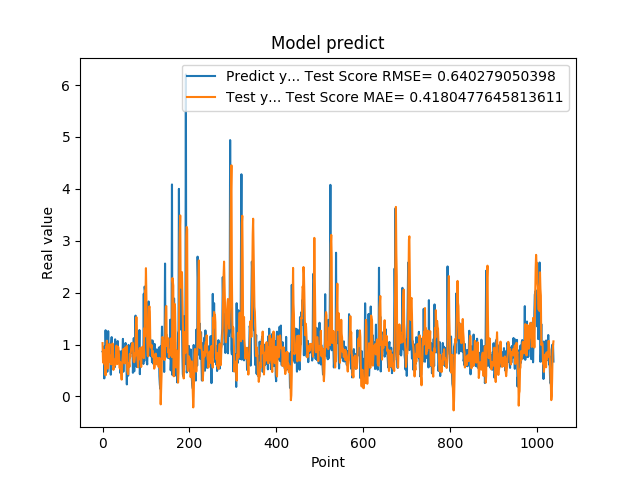 Model predict
Predict y... Test Score RMSE= 0.640279050398
Test y... Test Score MAE= 0.4180477645813611
Real value
6
5
4
3
2
1
0
0 200 400 600 800 1000
Point